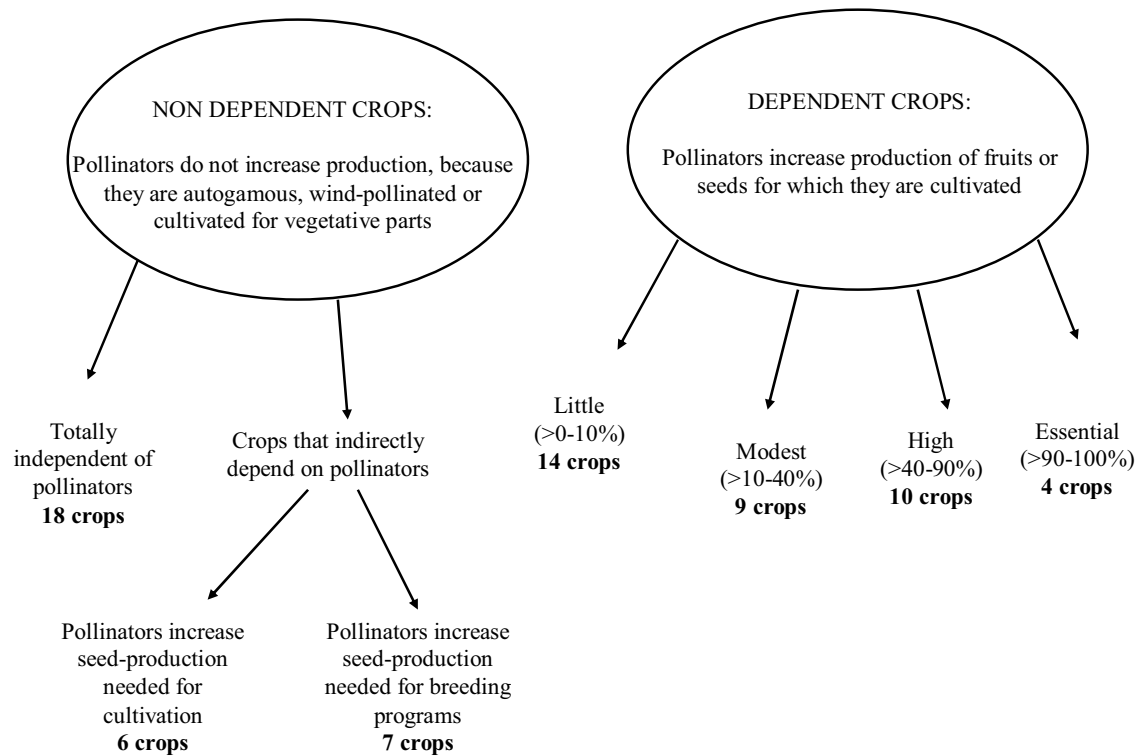 NON DEPENDENT CROPS:
Pollinators do not increase production, because
they are autogamous, wind-pollinated or
cultivated for vegetative parts
DEPENDENT CROPS:
Pollinators increase production of fruits or
seeds for which they are cultivated
Totally
independent of
pollinators
18 crops
Crops that indirectly
depend on pollinators
Little
(>0-10%)
14 crops
Modest
(>10-40%)
9 crops
High
(>40-90%)
10 crops
Essential
(>90-100%)
4 crops
Pollinators increase
seed-production
needed for
cultivation
6 crops
Pollinators increase
seed-production
needed for breeding
programs
7 crops